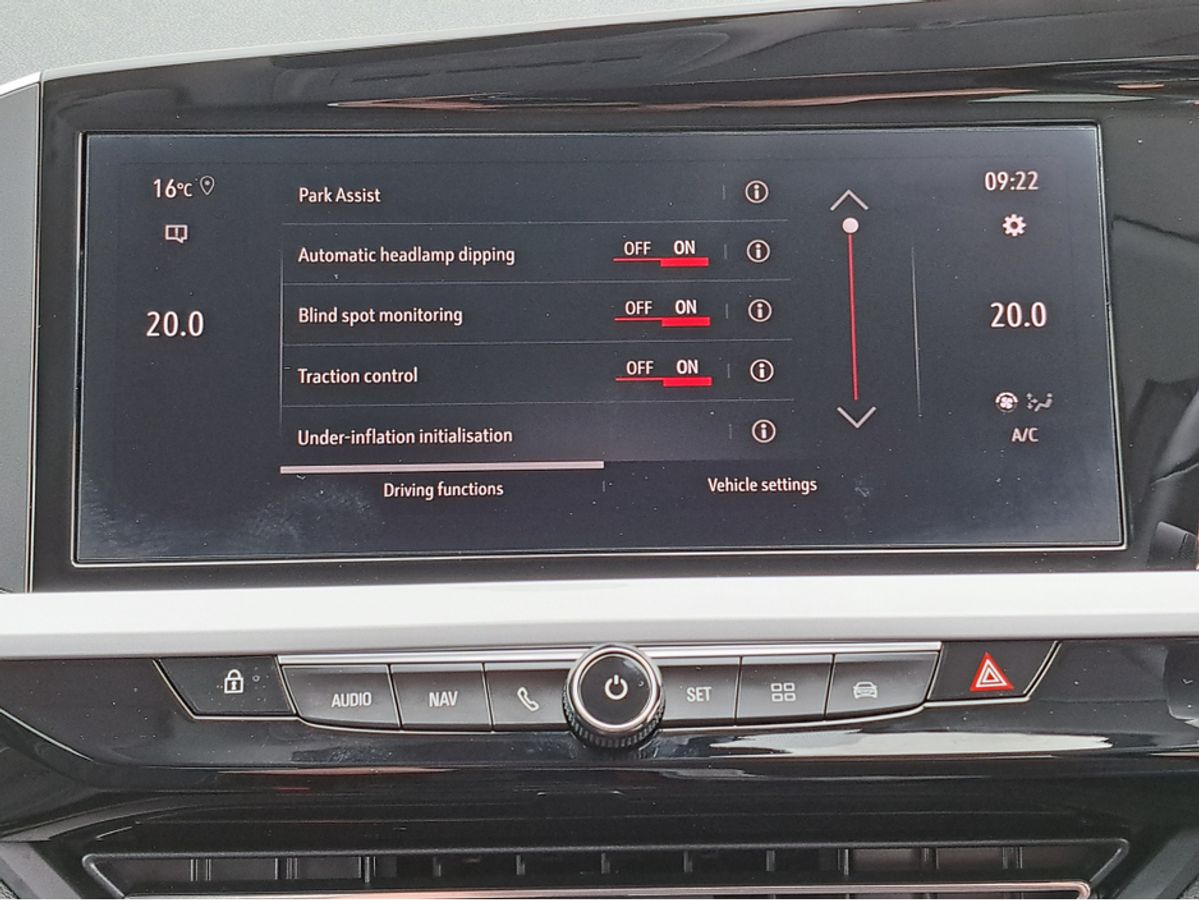 16°C
09:22
Park Assist
Automatic headlamp dipping OFF ON
20.0
Blind spot monitoring OFF ON
20.0
Traction control OFF ON
Under-inflation initialisation
A/C
Driving functions
Vehicle settings
AUDIO
NAV
SET